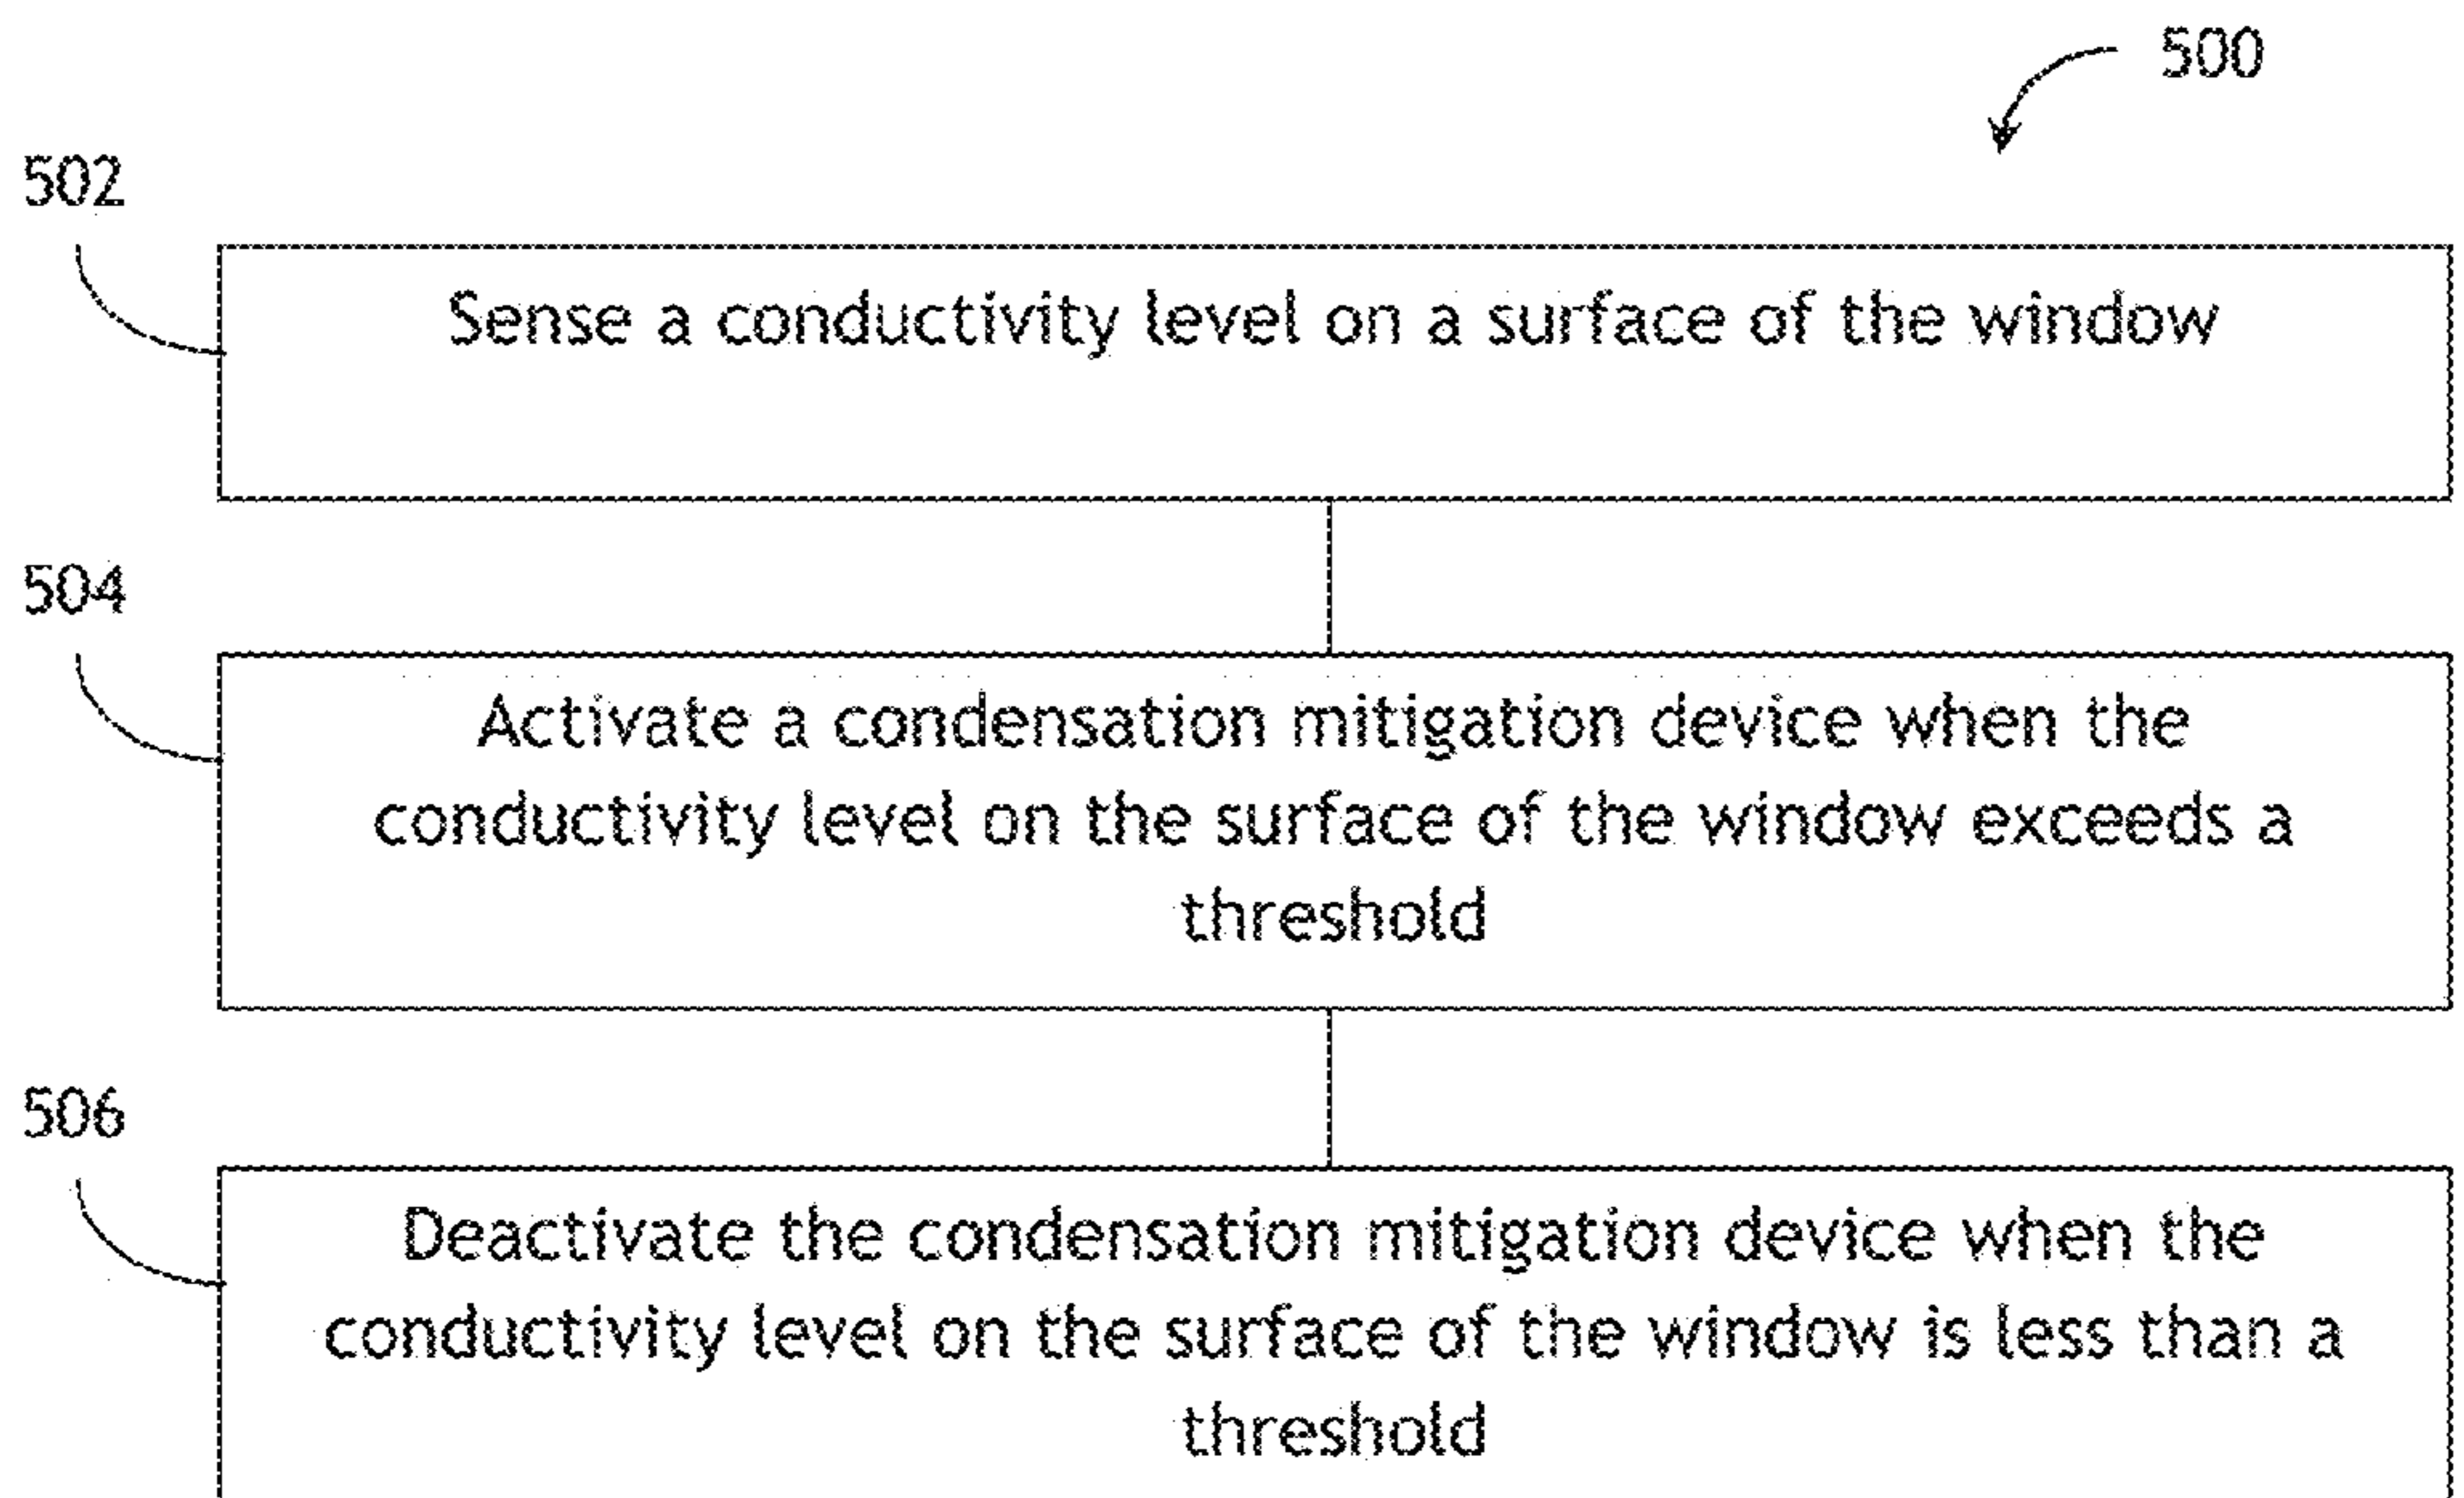 500
502
Sense a conductivity level on a surface of the window
504
Activate a condensation mitigation device when the
conductivity level on the surface of the window exceeds a
threshold
506
Deactivate the condensation mitigation device when the
conductivity level on the surface of the window is less than a
threshold